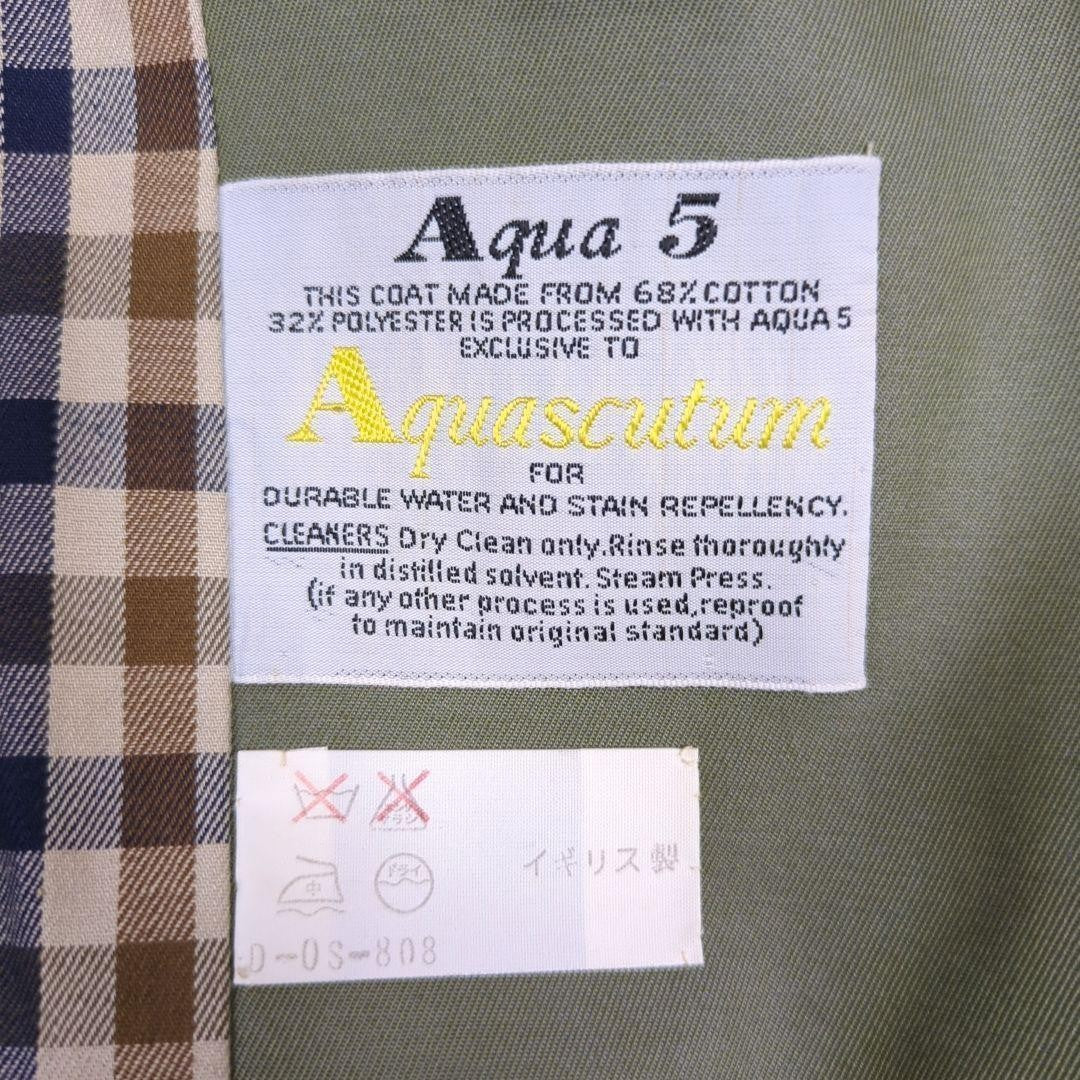 Aqua 5
THIS COAT MADE FROM 68% COTTON
32% POLYESTER IS PROCESSED WITH AQUA 5
EXCLUSIVE TO
Aquascutum
FOR
DURABLE WATER AND STAIN REPELLENCY.
CLEANERS Dry Clean only. Rinse thoroughly
in distilled solvent. Steam Press.
(if any other process is used, reproof
to maintain original standard)
イギリス製
中 ドライ
D-OS-808